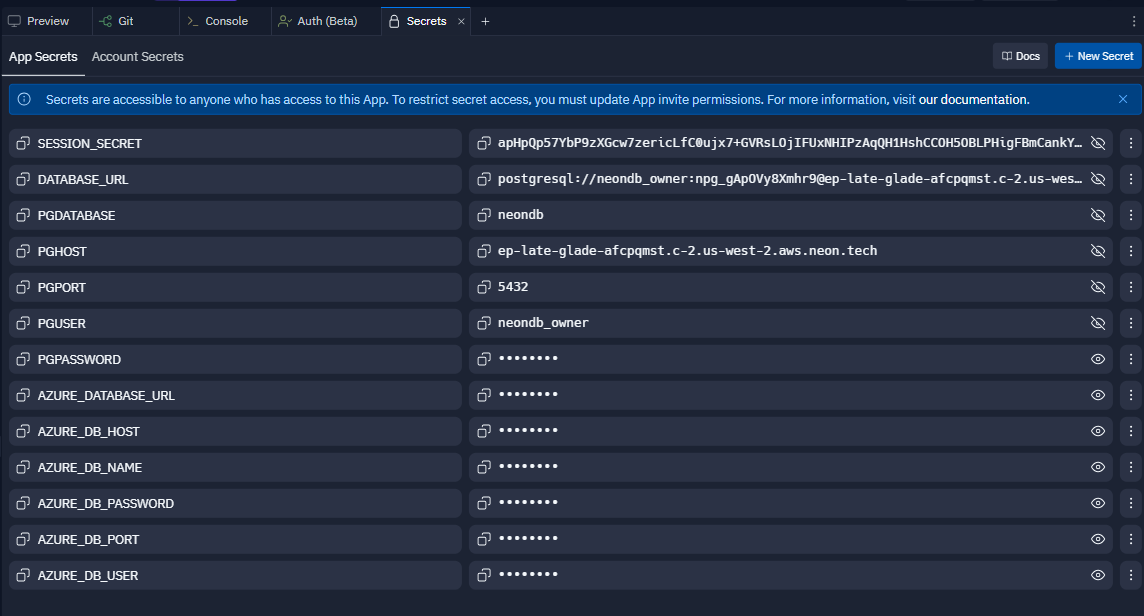 Preview
Git
Console
Auth (Beta)
Secrets
App Secrets
Account Secrets
Docs
New Secret
Secrets are accessible to anyone who has access to this App. To restrict secret access, you must update App invite permissions. For more information, visit our documentation.
SESSION_SECRET apHpQp57YbP9zXGcw7zericLfC0ujx7+GVRsLOjIFUxNHIPzAqQH1HshCCOH5OBLPHigFBmCankY…
DATABASE_URL postgresql://neondb_owner:npg_gApOVy8Xmhr9@ep-late-glade-afcpqmst.c-2.us-wes…
PGDATABASE neondb
PGHOST ep-late-glade-afcpqmst.c-2.us-west-2.aws.neon.tech
PGPORT 5432
PGUSER neondb_owner
PGPASSWORD ••••••••
AZURE_DATABASE_URL ••••••••
AZURE_DB_HOST ••••••••
AZURE_DB_NAME ••••••••
AZURE_DB_PASSWORD ••••••••
AZURE_DB_PORT ••••••••
AZURE_DB_USER ••••••••